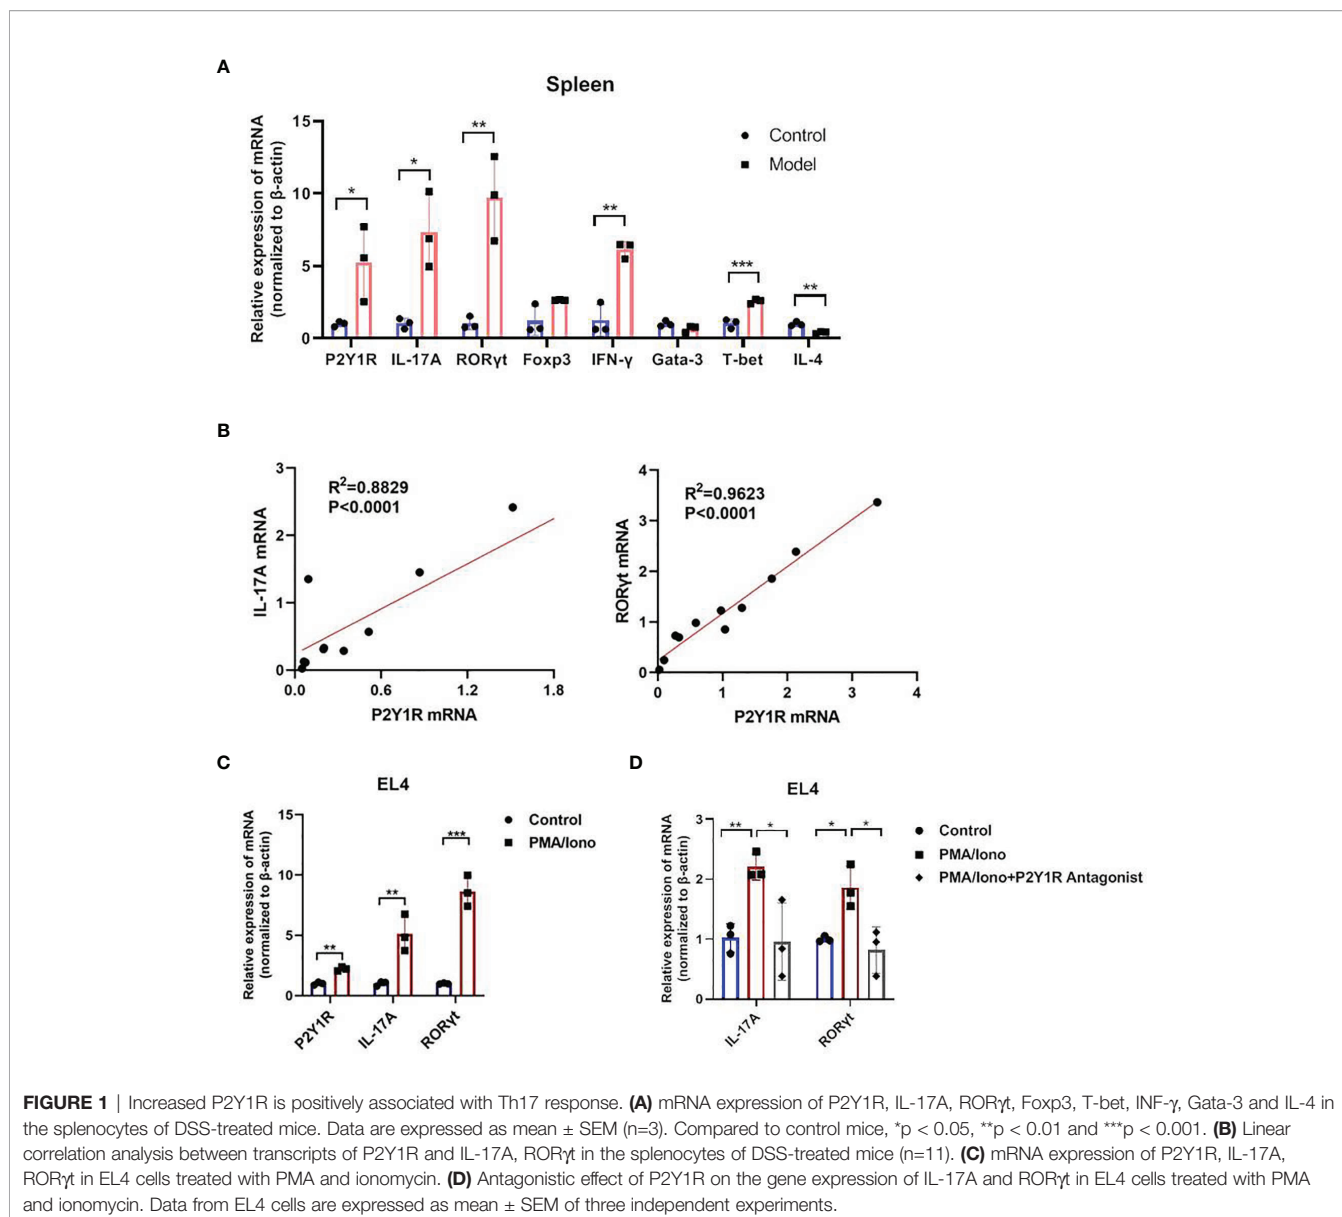 A
Spleen
Relative expression of mRNA
(normalized to β-actin)
15
10
5
0
*
*
**
**
***
**
Control
Model
P2Y1R IL-17A RORγt Foxp3 IFN-γ Gata-3 T-bet IL-4
B
IL-17A mRNA
3
2
1
0
R²=0.8829
P<0.0001
0.0 0.6 1.2 1.8
P2Y1R mRNA
RORγt mRNA
4
3
2
1
0
R²=0.9623
P<0.0001
0 1 2 3 4
P2Y1R mRNA
C
EL4
Relative expression of mRNA
(normalized to β-actin)
15
10
5
0
**
**
***
Control
PMA/Iono
P2Y1R IL-17A RORγt
D
EL4
Relative expression of mRNA
(normalized to β-actin)
3
2
1
0
** * * *
Control
PMA/Iono
PMA/Iono+P2Y1R Antagonist
IL-17A RORγt
FIGURE 1 | Increased P2Y1R is positively associated with Th17 response. (A) mRNA expression of P2Y1R, IL-17A, RORγt, Foxp3, T-bet, INF-γ, Gata-3 and IL-4 in
the splenocytes of DSS-treated mice. Data are expressed as mean ± SEM (n=3). Compared to control mice, *p < 0.05, **p < 0.01 and ***p < 0.001. (B) Linear
correlation analysis between transcripts of P2Y1R and IL-17A, RORγt in the splenocytes of DSS-treated mice (n=11). (C) mRNA expression of P2Y1R, IL-17A,
RORγt in EL4 cells treated with PMA and ionomycin. (D) Antagonistic effect of P2Y1R on the gene expression of IL-17A and RORγt in EL4 cells treated with PMA
and ionomycin. Data from EL4 cells are expressed as mean ± SEM of three independent experiments.